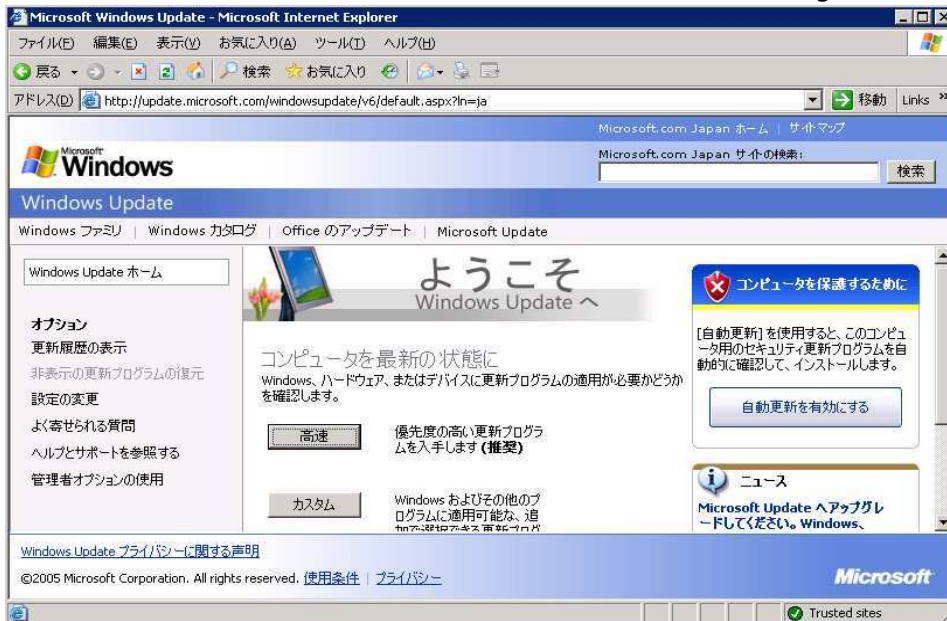 Microsoft Windows Update - Microsoft Internet Explorer
ファイル(F) 編集(E) 表示(V) お気に入り(A) ツール(T) ヘルプ(H)
戻る 検索 お気に入り
アドレス(D) http://update.microsoft.com/windowsupdate/v6/default.aspx?ln=ja 移動 Links »
Microsoft.com Japan ホーム | サイトマップ
Microsoft Windows
Microsoft.com Japan サイトの検索:
検索
Windows Update
Windows ファミリ | Windows カタログ | Office のアップデート | Microsoft Update
Windows Update ホーム
オプション
更新履歴の表示
非表示の更新プログラムの復元
設定の変更
よく寄せられる質問
ヘルプとサポートを参照する
管理者オプションの使用
ようこそ
Windows Update へ
コンピュータを最新の状態に
Windows、ハードウェア、またはデバイスに更新プログラムの適用が必要かどうか
を確認します。
高速
優先度の高い更新プログラ
ムを入手します (推奨)
カスタム
Windows およびその他のプ
ログラムに適用可能な、追
加で選択できる更新プログ
コンピュータを保護するために
[自動更新] を使用すると、このコンピュ
ータ用のセキュリティ更新プログラムを自
動的に確認して、インストールします。
自動更新を有効にする
ニュース
Microsoft Update へアップグレ
ードしてください。Windows、
Windows Update プライバシーに関する声明
©2005 Microsoft Corporation. All rights reserved. 使用条件 | プライバシー
Microsoft
Trusted sites